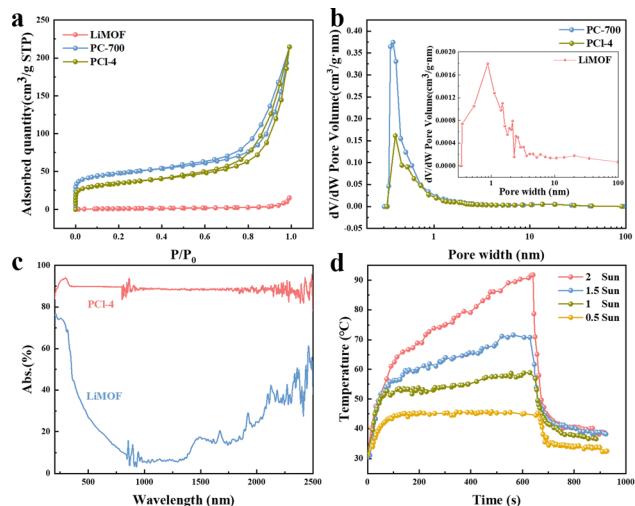 a
LiMOF
PC-700
PCl-4
Adsorbed quantity(cm³/g STP)
250
200
150
100
50
0
0.0 0.2 0.4 0.6 0.8 1.0
P/P₀
b
PC-700
PCl-4
dV/dW Pore Volume(cm³/g·nm)
0.40
0.35
0.30
0.25
0.20
0.15
0.10
0.05
0.00
1 10 100
Pore width (nm)
LiMOF
dV/dW Pore Volume(cm³/g·nm)
0.0020
0.0016
0.0012
0.0008
0.0004
0.0000
1 10 100
Pore width (nm)
c
PCl-4
LiMOF
Abs.(%)
100
80
60
40
20
0
500 1000 1500 2000 2500
Wavelength (nm)
d
2 Sun
1.5 Sun
1 Sun
0.5 Sun
Temperature (°C)
90
80
70
60
50
40
30
0 200 400 600 800 1000
Time (s)